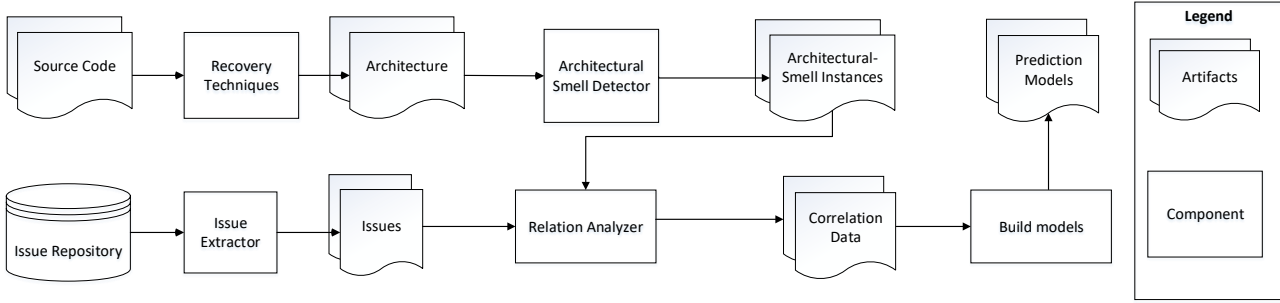 Source Code
Recovery
Techniques
Architecture
Architectural
Smell Detector
Architectural-
Smell Instances
Prediction
Models
Legend
Artifacts
Issue Repository
Issue
Extractor
Issues
Relation Analyzer
Correlation
Data
Build models
Component